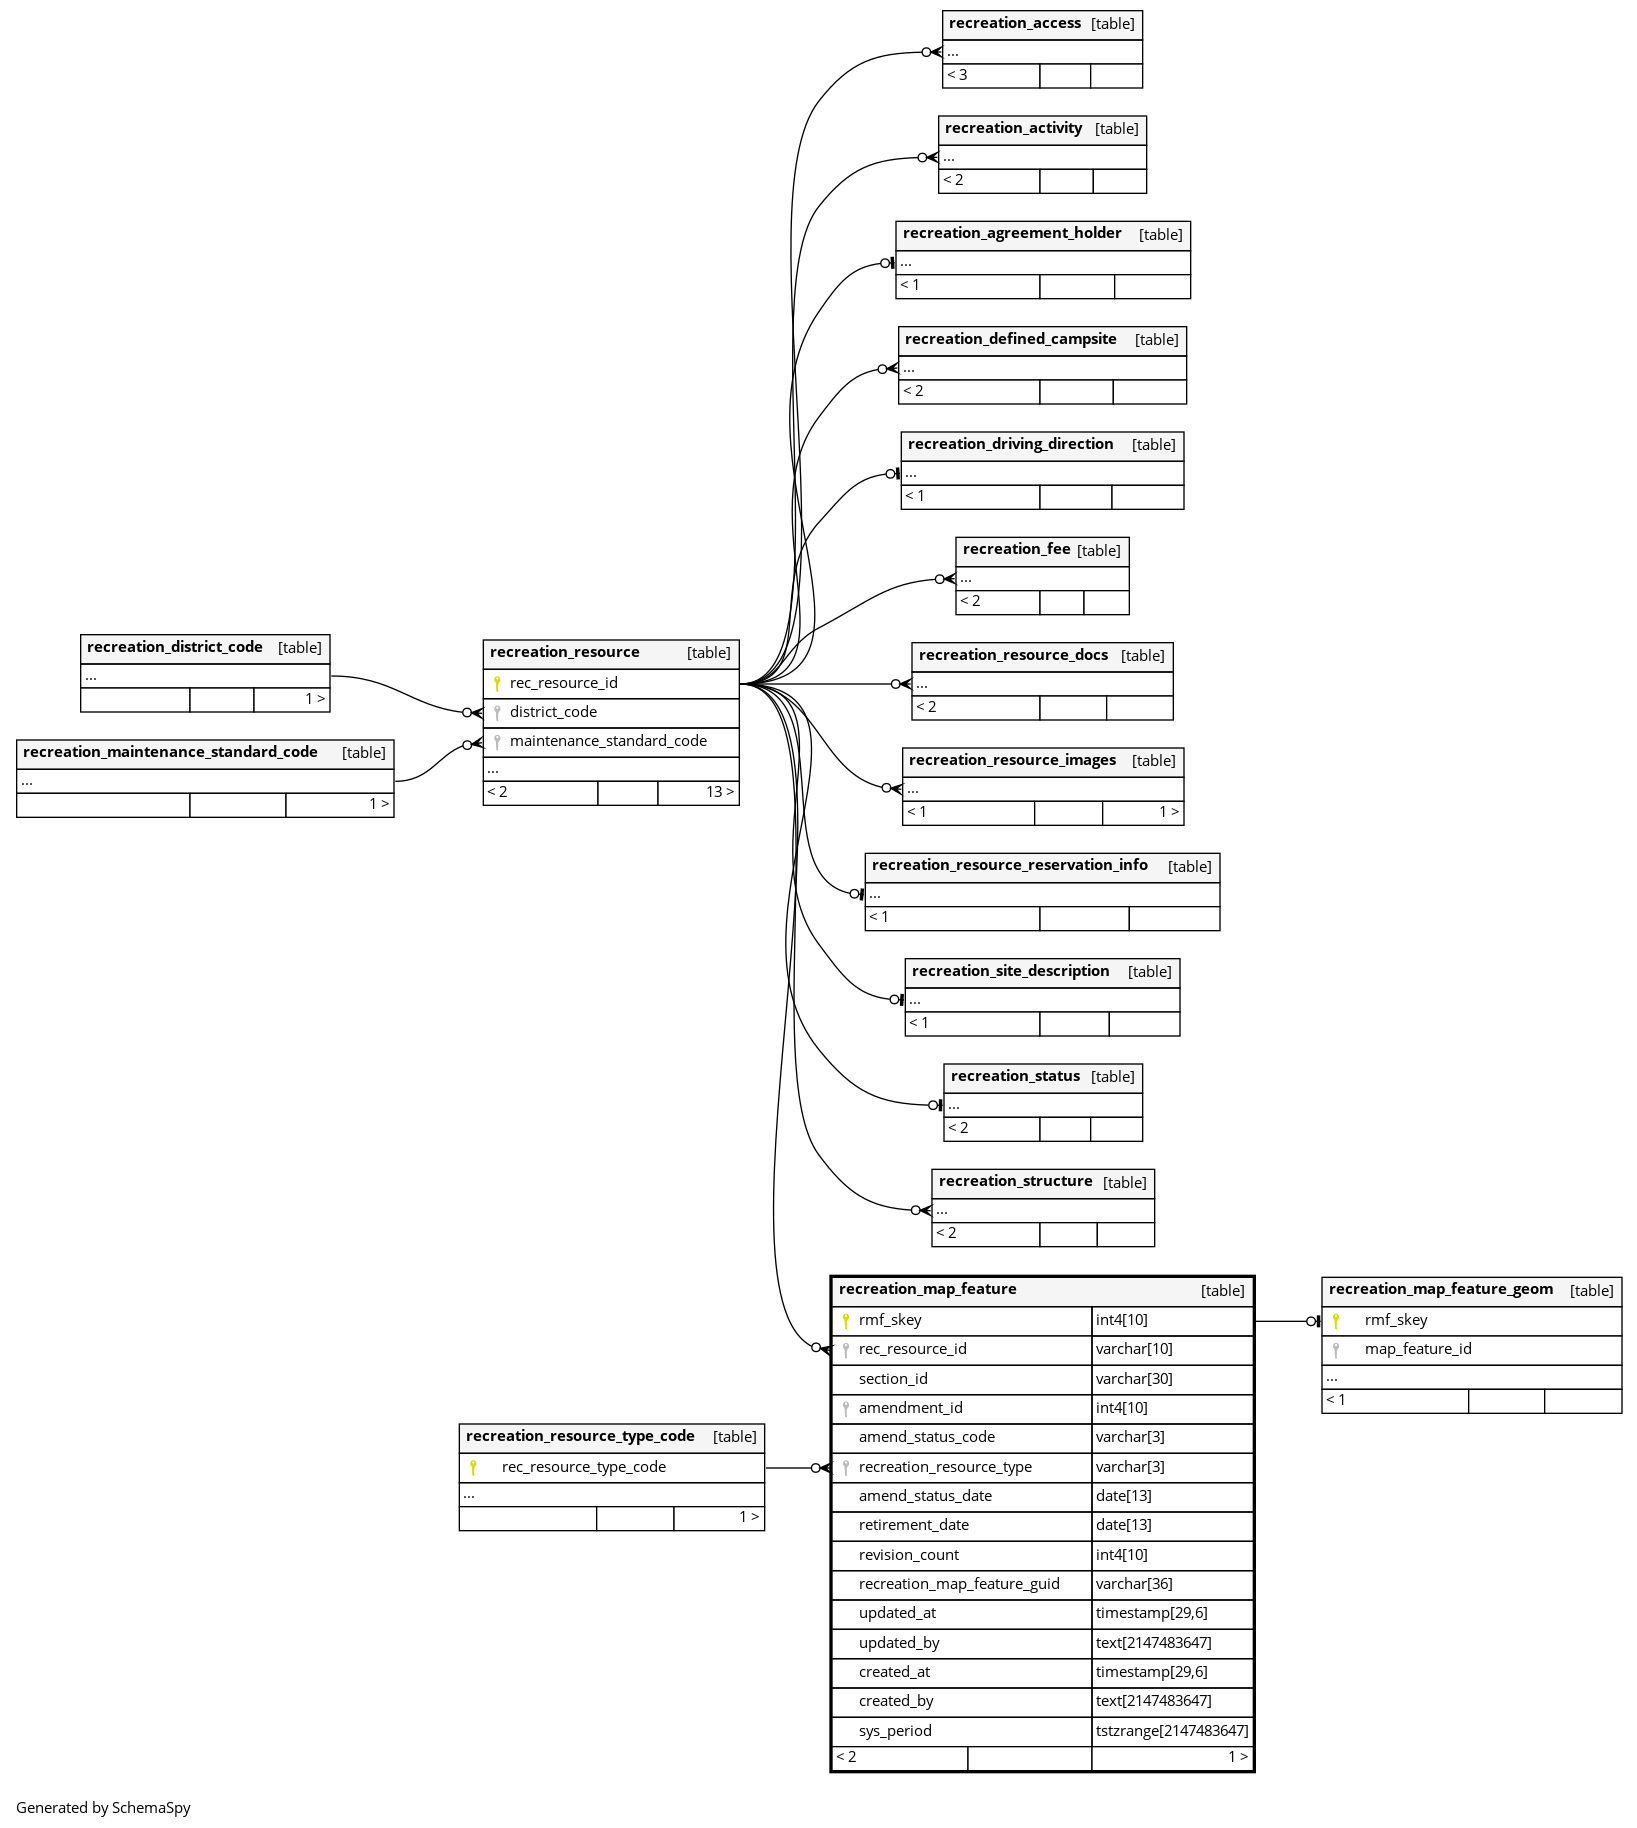 recreation_access [table]
...
< 3
recreation_activity [table]
...
< 2
recreation_agreement_holder [table]
...
< 1
recreation_defined_campsite [table]
...
< 2
recreation_driving_direction [table]
...
< 1
recreation_fee [table]
...
< 2
recreation_district_code [table]
...
1 >
recreation_maintenance_standard_code [table]
...
1 >
recreation_resource [table]
rec_resource_id
district_code
maintenance_standard_code
...
< 2 13 >
recreation_resource_docs [table]
...
< 2
recreation_resource_images [table]
...
< 1 1 >
recreation_resource_reservation_info [table]
...
< 1
recreation_site_description [table]
...
< 1
recreation_status [table]
...
< 2
recreation_structure [table]
...
< 2
recreation_map_feature [table]
rmf_skey int4[10]
rec_resource_id varchar[10]
section_id varchar[30]
amendment_id int4[10]
amend_status_code varchar[3]
recreation_resource_type varchar[3]
amend_status_date date[13]
retirement_date date[13]
revision_count int4[10]
recreation_map_feature_guid varchar[36]
updated_at timestamp[29,6]
updated_by text[2147483647]
created_at timestamp[29,6]
created_by text[2147483647]
sys_period tstzrange[2147483647]
< 2 1 >
recreation_map_feature_geom [table]
rmf_skey
map_feature_id
...
< 1
recreation_resource_type_code [table]
rec_resource_type_code
...
1 >
Generated by SchemaSpy